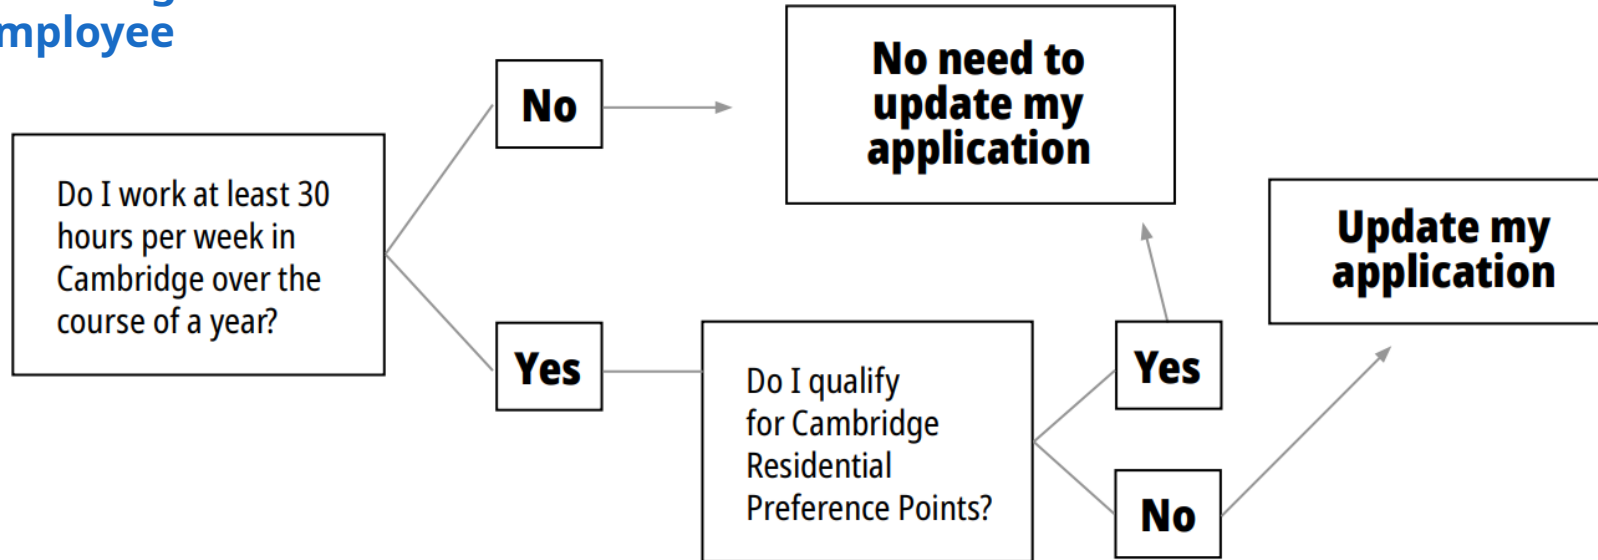 mployee
No
No need to
update my
application
Do I work at least 30
hours per week in
Cambridge over the
course of a year?
Update my
application
Yes
Do I qualify
for Cambridge
Residential
Preference Points?
Yes
No